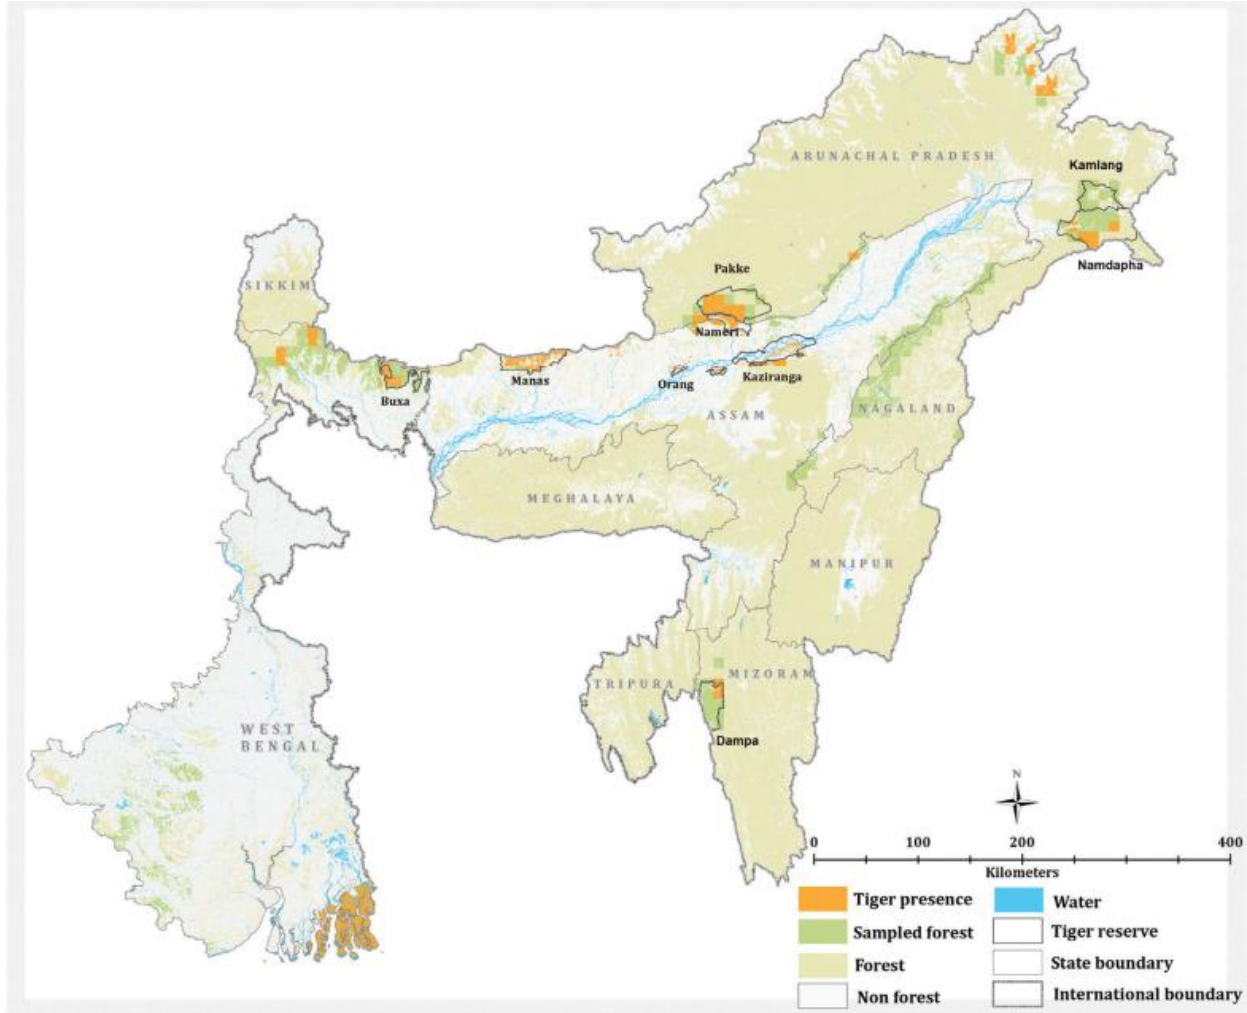 ARUNACHAL PRADESH
Kamlang
Namdapha
Pakke
Nameri
SIKKIM
Manas
Buxa
Orang
Kaziranga
ASSAM
NAGALAND
MEGHALAYA
MANIPUR
TRIPURA
MIZORAM
Dampa
WEST
BENGAL
N
0 100 200 400
Kilometers
Tiger presence
Sampled forest
Forest
Non forest
Water
Tiger reserve
State boundary
International boundary